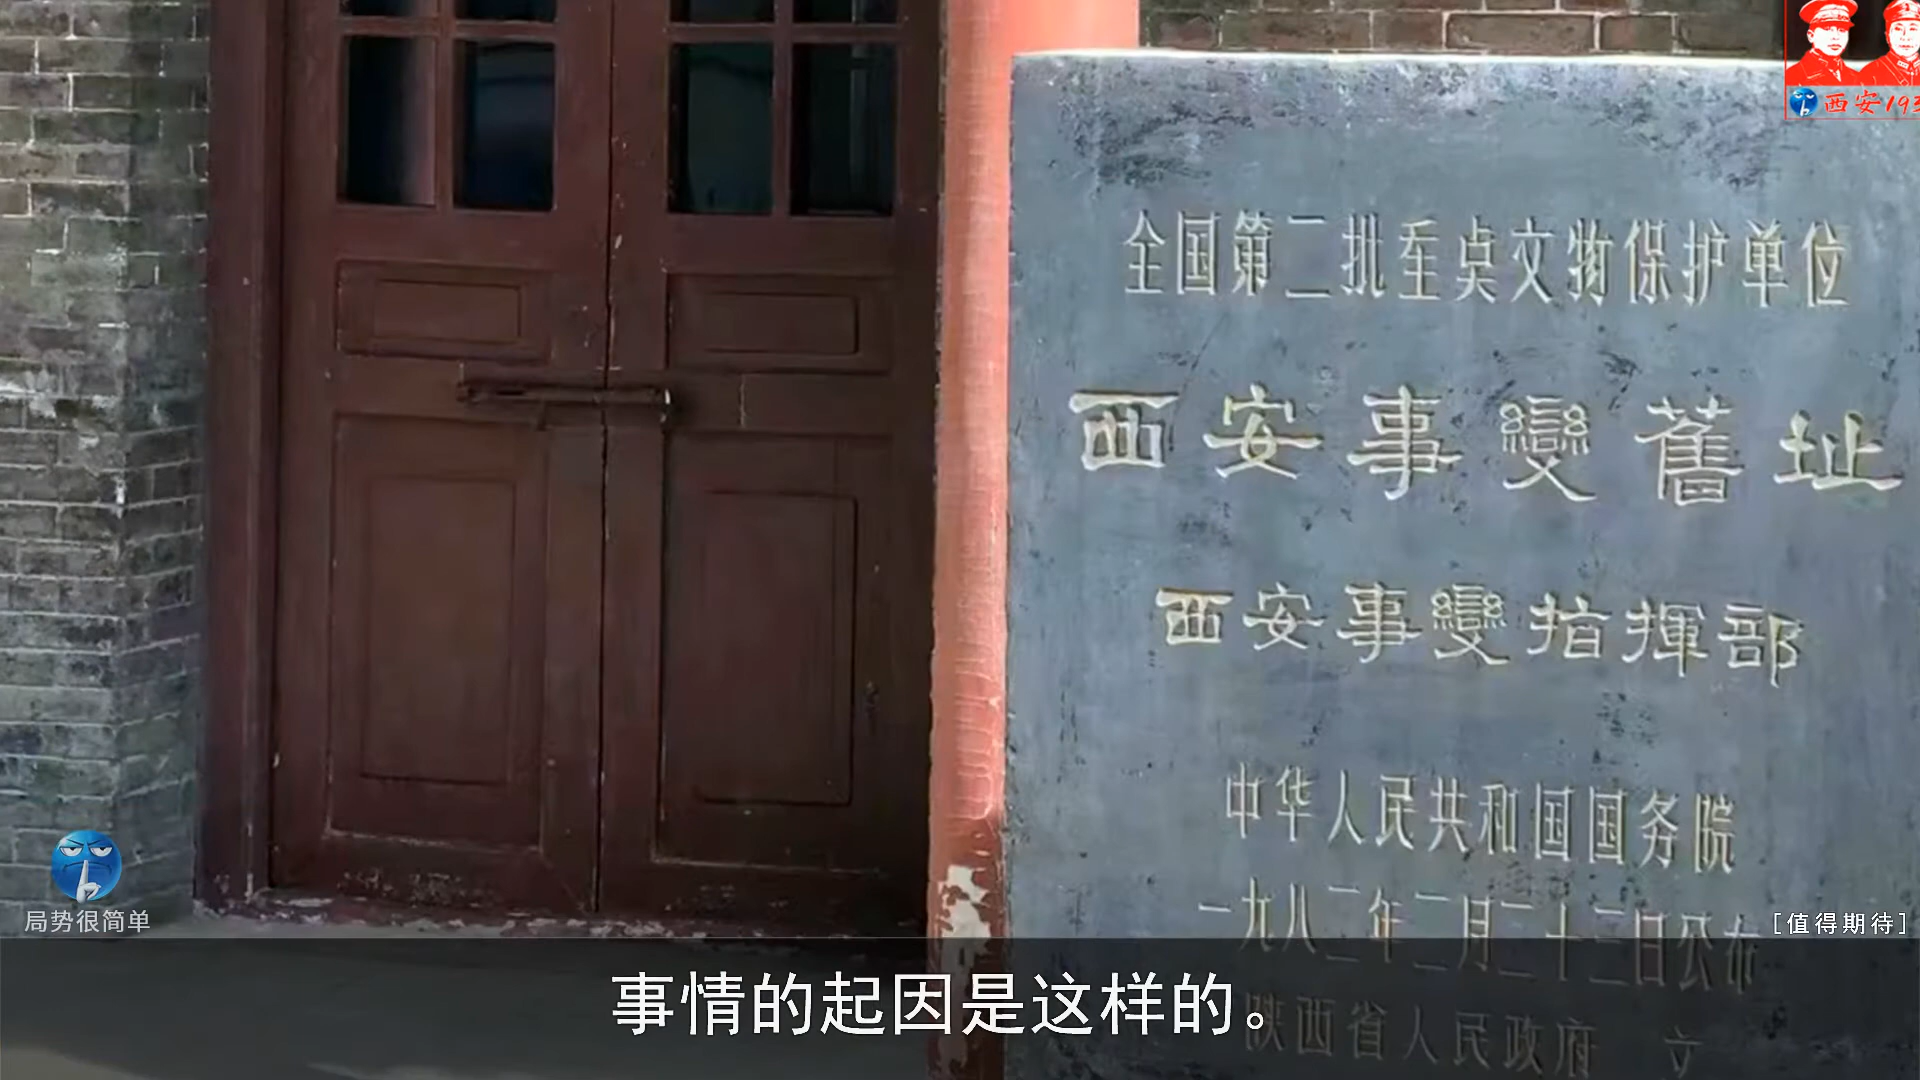 西安193
全国第二批重点文物保护单位
西安事變舊址
西安事變指揮部
中华人民共和国国务院
一九八二年二月二十三日公布
陕西省人民政府 立
局势很简单
[值得期待]
事情的起因是这样的。